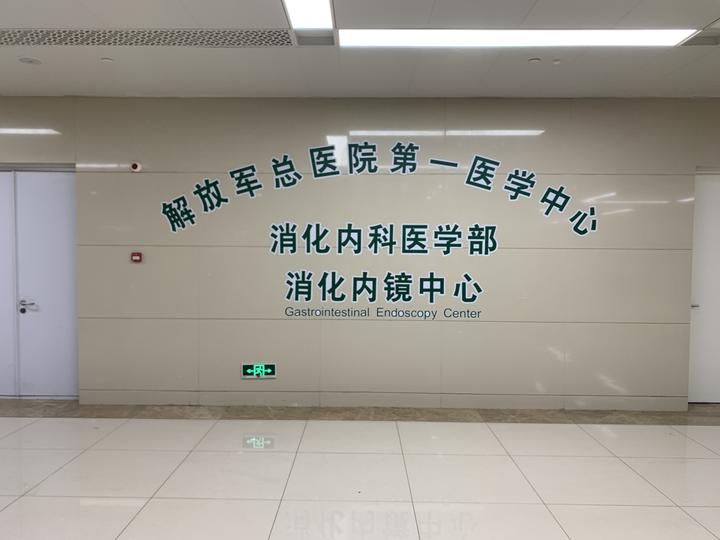 解放军总医院第一医学中心
消化内科医学部
消化内镜中心
Gastrointestinal Endoscopy Center